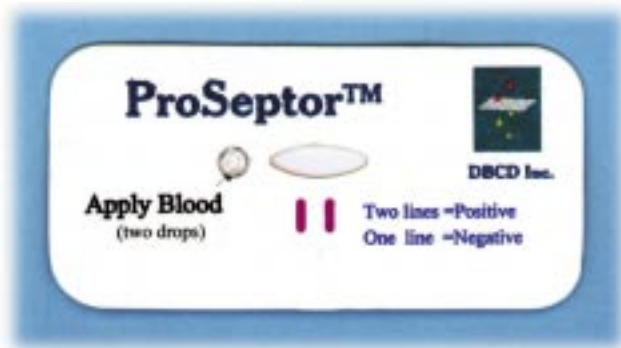 ProSeptor™
DBCD Inc.
Apply Blood
(two drops)
Two lines =Positive
One line =Negative